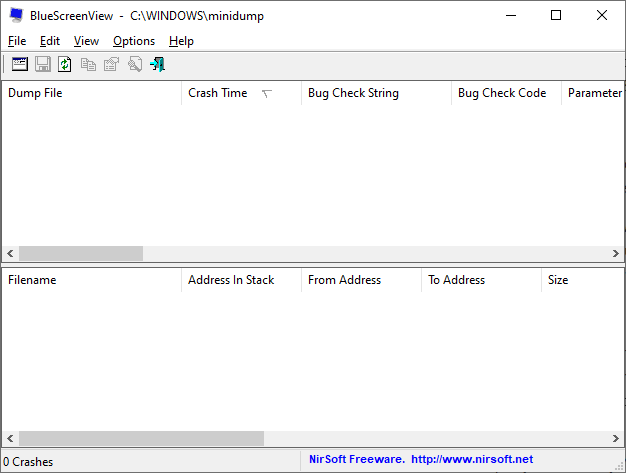 BlueScreenView - C:\WINDOWS\minidump
File Edit View Options Help
Dump File Crash Time Bug Check String Bug Check Code Parameter
Filename Address In Stack From Address To Address Size
0 Crashes NirSoft Freeware. http://www.nirsoft.net